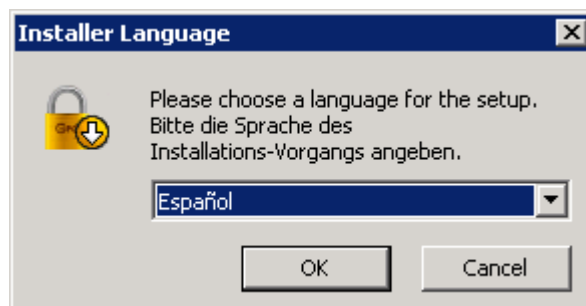 Installer Language
Please choose a language for the setup.
Bitte die Sprache des
Installations-Vorgangs angeben.
Español
OK
Cancel